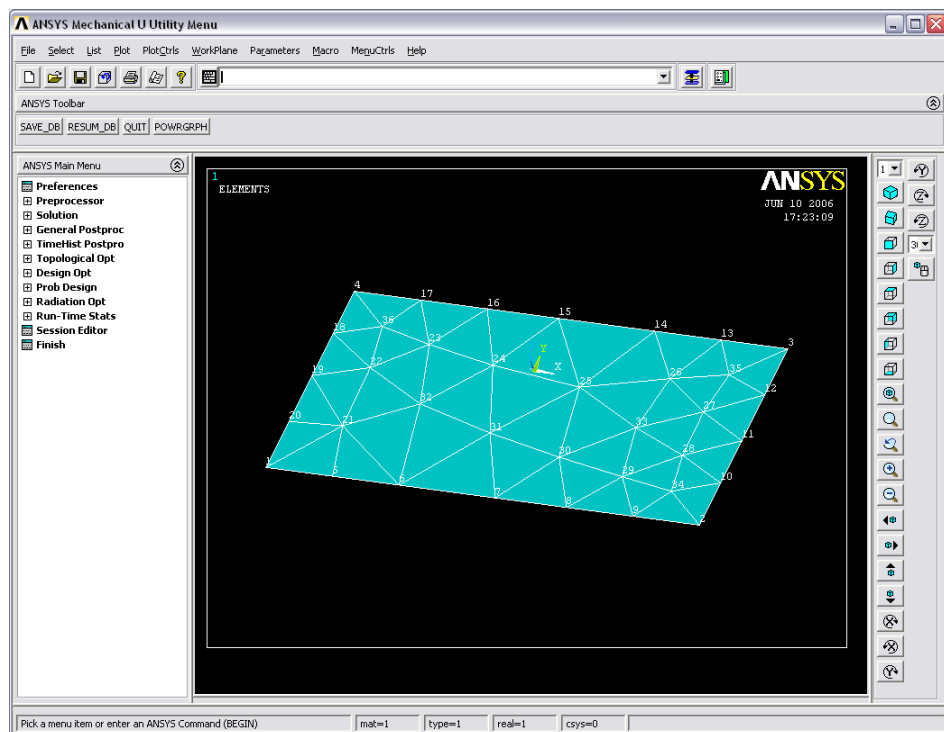 ANSYS Mechanical U Utility Menu
File Select List Plot PlotCtrls WorkPlane Parameters Macro MenuCtrls Help
ANSYS Toolbar
SAVE_DB RESUM_DB QUIT POWRGRPH
ANSYS Main Menu
Preferences
Preprocessor
Solution
General Postproc
TimeHist Postpro
Topological Opt
Design Opt
Prob Design
Radiation Opt
Run-Time Stats
Session Editor
Finish
1
ELEMENTS
ANSYS
JUN 10 2006
17:23:09
4 17 16 15 14 13 3
18 36 23 24 Y X 26 35
19 22 25 12
20 21 32 31 33 27 11
1 5 6 30 29 28 10
7 8 9 34 2
1
Y
Z
Z
X
X
Y
Pick a menu item or enter an ANSYS Command (BEGIN) mat=1 type=1 real=1 csys=0